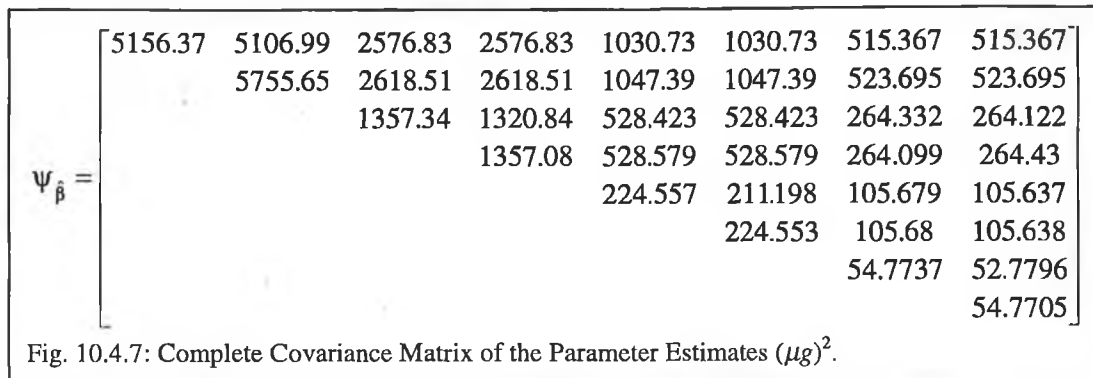 5156.37 5106.99 2576.83 2576.83 1030.73 1030.73 515.367 515.367
5755.65 2618.51 2618.51 1047.39 1047.39 523.695 523.695
1357.34 1320.84 528.423 528.423 264.332 264.122
1357.08 528.579 528.579 264.099 264.43
Ψβ̂ =
224.557 211.198 105.679 105.637
224.553 105.68 105.638
54.7737 52.7796
54.7705
Fig. 10.4.7: Complete Covariance Matrix of the Parameter Estimates (μg)².